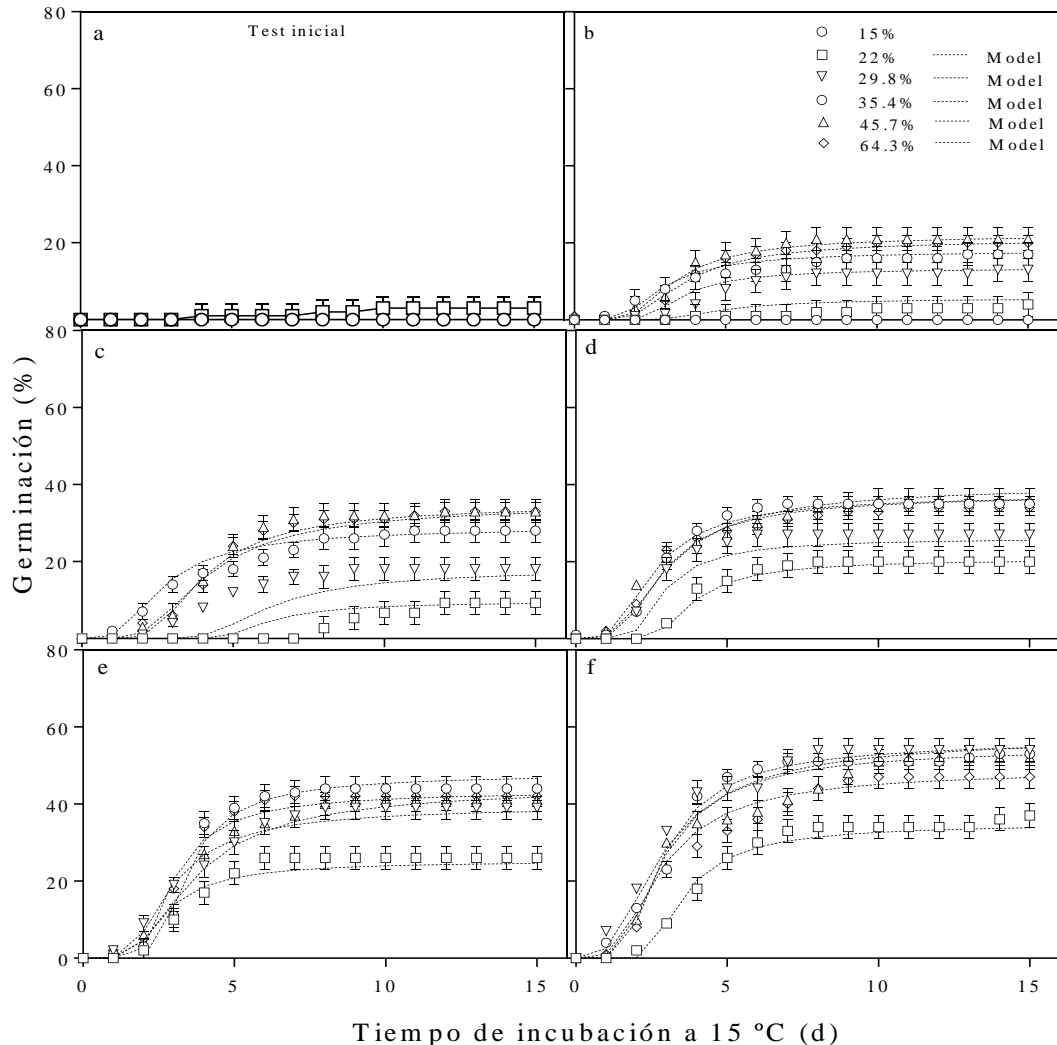 80
60
40
20
a
Test inicial
b
15%
22% Model
29.8% Model
35.4% Model
45.7% Model
64.3% Model
80
60
40
20
c
d
80
60
40
20
0
e
f
0 5 10 15
0 5 10 15
Germinación (%)
Tiempo de incubación a 15 ºC (d)